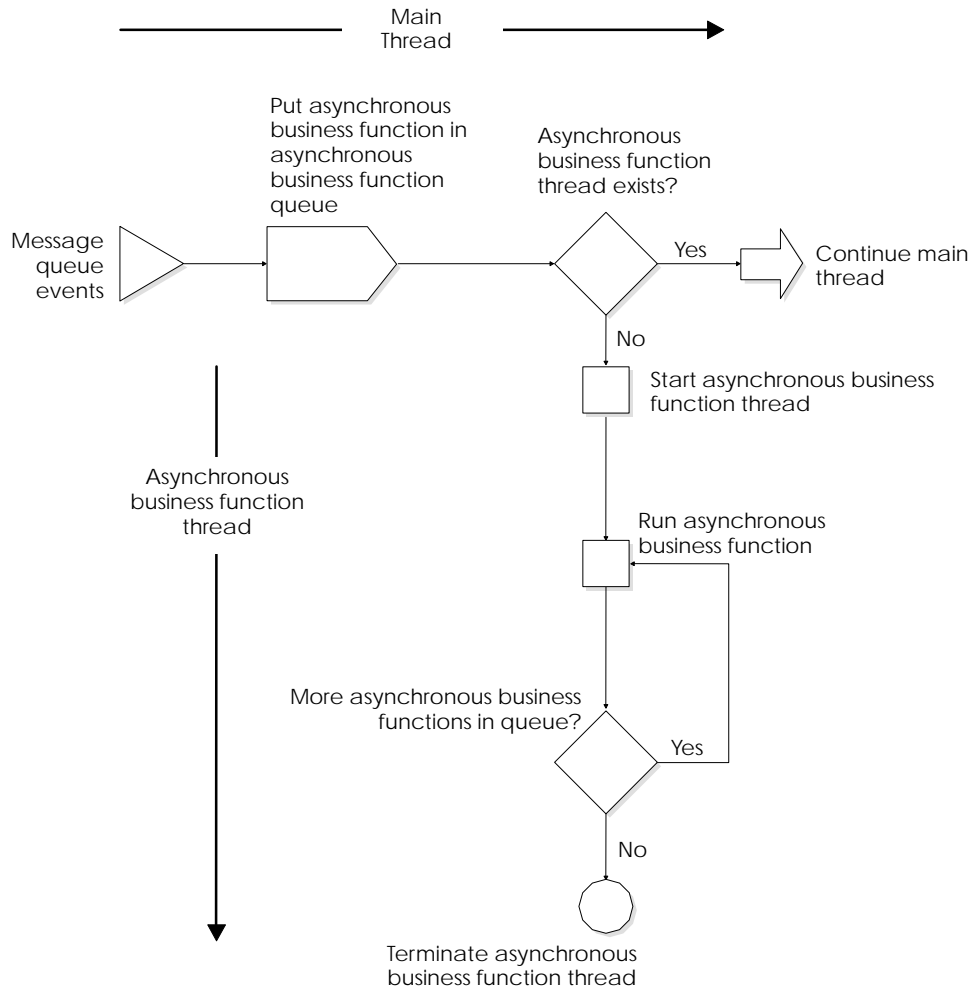 Main
Thread
Put asynchronous
business function in
asynchronous
business function
queue
Asynchronous
business function
thread exists?
Message
queue
events
Yes
Continue main
thread
No
Start asynchronous business
function thread
Asynchronous
business function
thread
Run asynchronous
business function
More asynchronous business
functions in queue?
Yes
No
Terminate asynchronous
business function thread